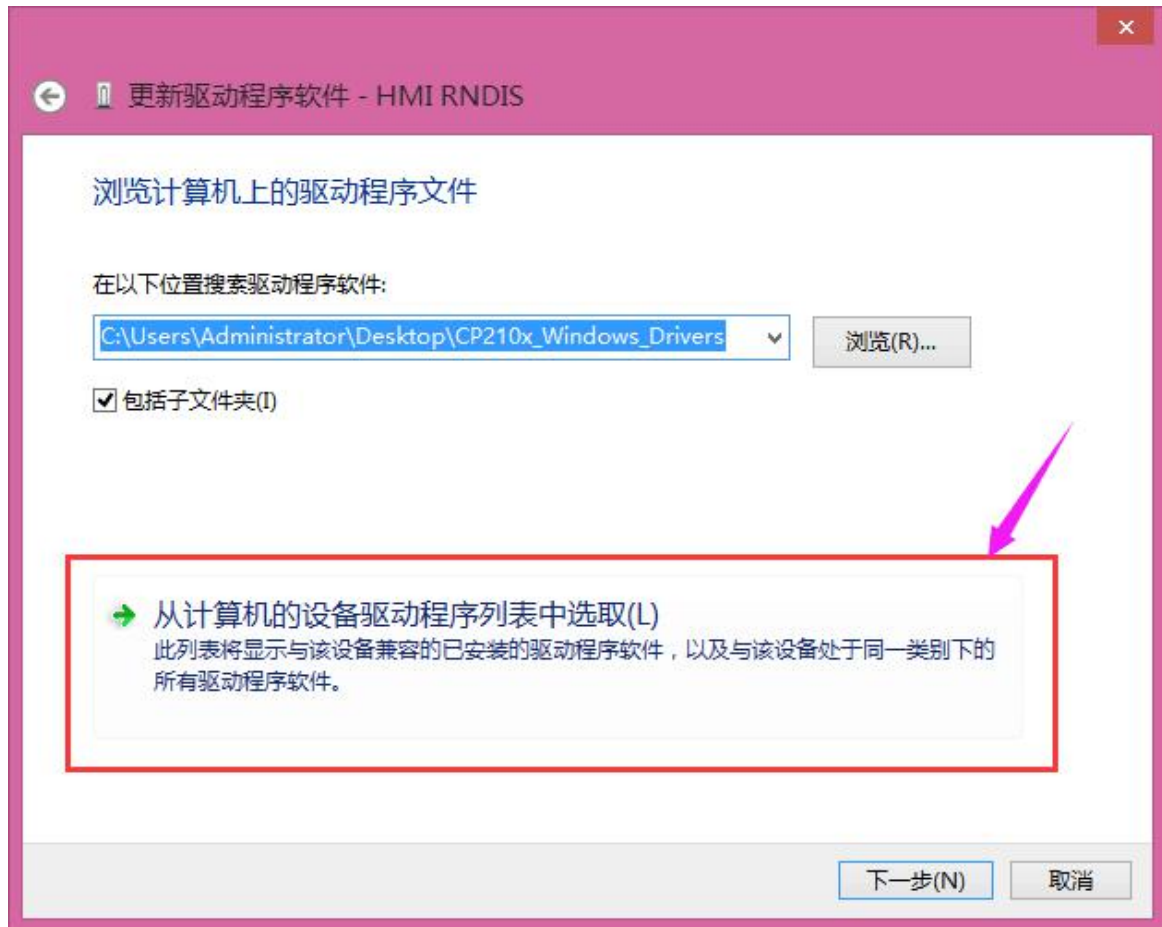 更新驱动程序软件 - HMI RNDIS
浏览计算机上的驱动程序文件
在以下位置搜索驱动程序软件:
C:\Users\Administrator\Desktop\CP210x_Windows_Drivers
浏览(R)...
包括子文件夹(I)
从计算机的设备驱动程序列表中选取(L)
此列表将显示与该设备兼容的已安装的驱动程序软件，以及与该设备处于同一类别下的
所有驱动程序软件。
下一步(N)
取消